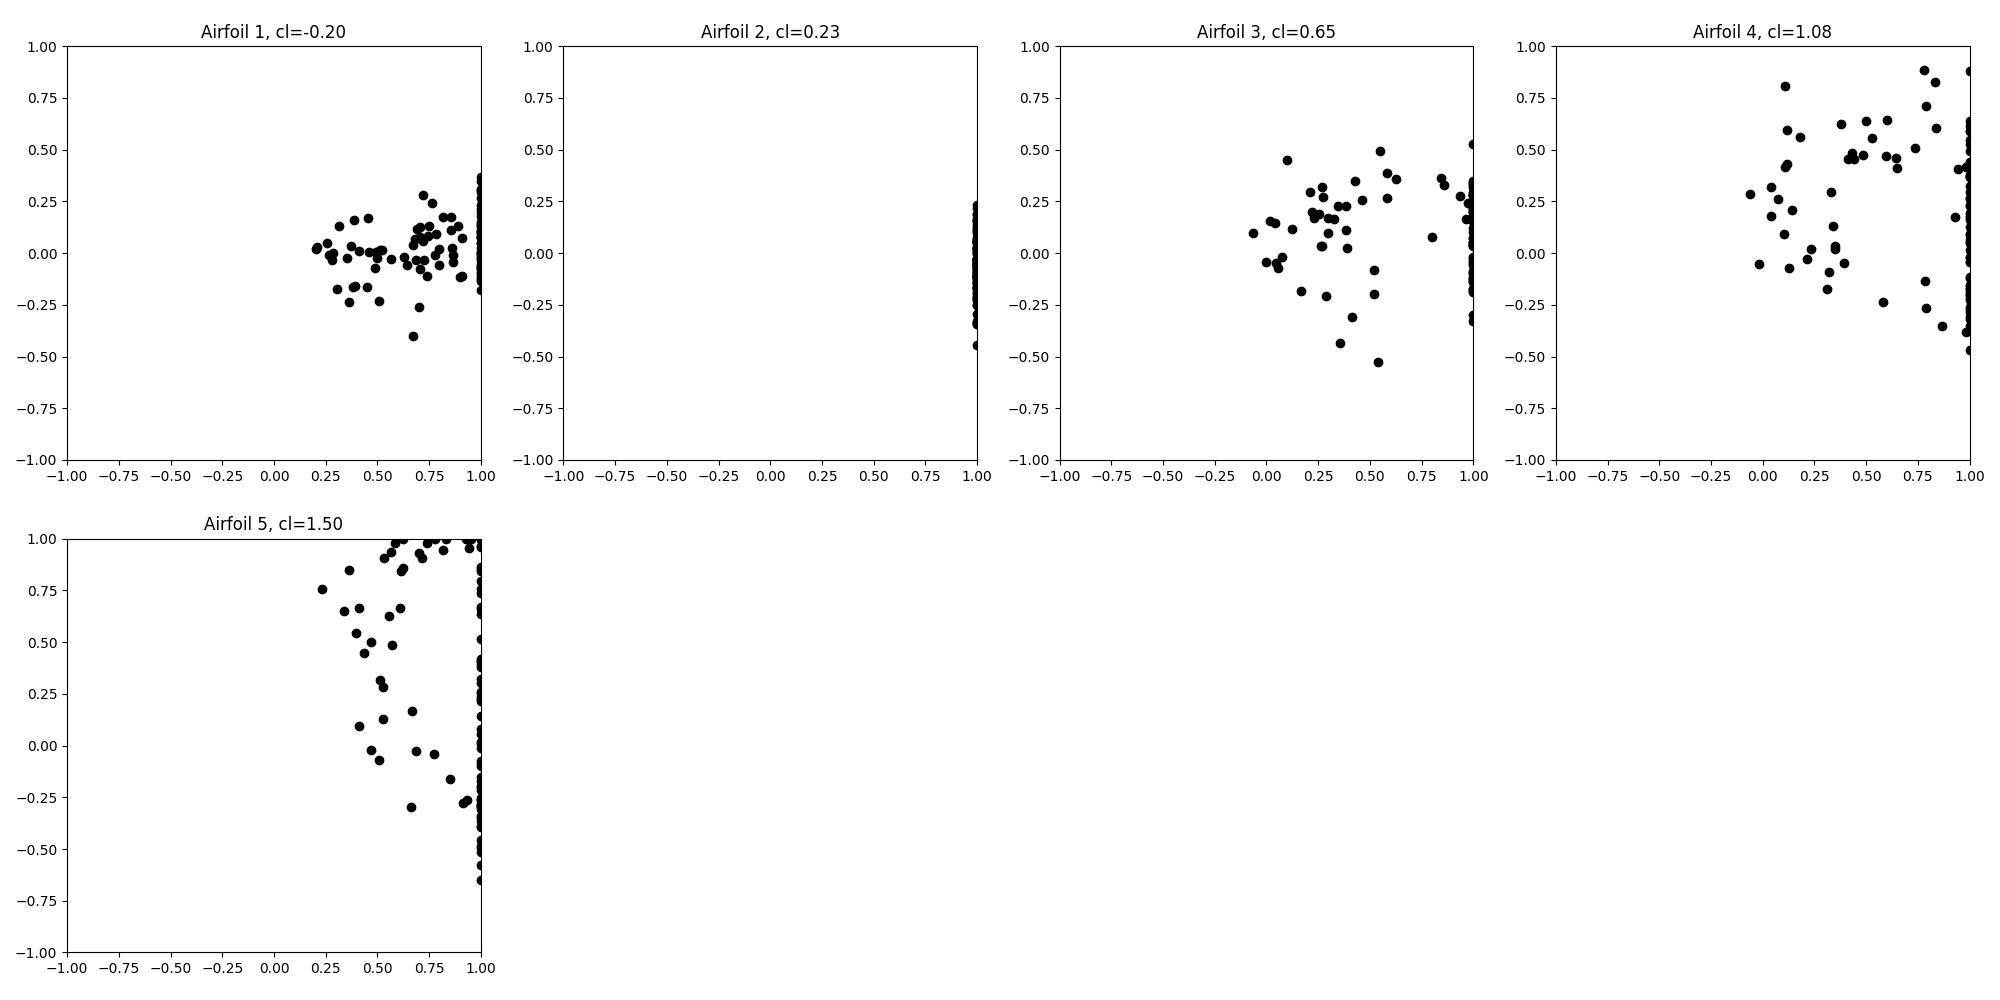 Airfoil 1, cl=-0.20
Airfoil 2, cl=0.23
Airfoil 3, cl=0.65
Airfoil 4, cl=1.08
1.00 1.00 1.00 1.00
0.75 0.75 0.75 0.75
0.50 0.50 0.50 0.50
0.25 0.25 0.25 0.25
0.00 0.00 0.00 0.00
−0.25 −0.25 −0.25 −0.25
−0.50 −0.50 −0.50 −0.50
−0.75 −0.75 −0.75 −0.75
−1.00 −1.00 −1.00 −1.00
−1.00 −0.75 −0.50 −0.25 0.00 0.25 0.50 0.75 1.00
−1.00 −0.75 −0.50 −0.25 0.00 0.25 0.50 0.75 1.00
−1.00 −0.75 −0.50 −0.25 0.00 0.25 0.50 0.75 1.00
−1.00 −0.75 −0.50 −0.25 0.00 0.25 0.50 0.75 1.00
Airfoil 5, cl=1.50
1.00
0.75
0.50
0.25
0.00
−0.25
−0.50
−0.75
−1.00
−1.00 −0.75 −0.50 −0.25 0.00 0.25 0.50 0.75 1.00